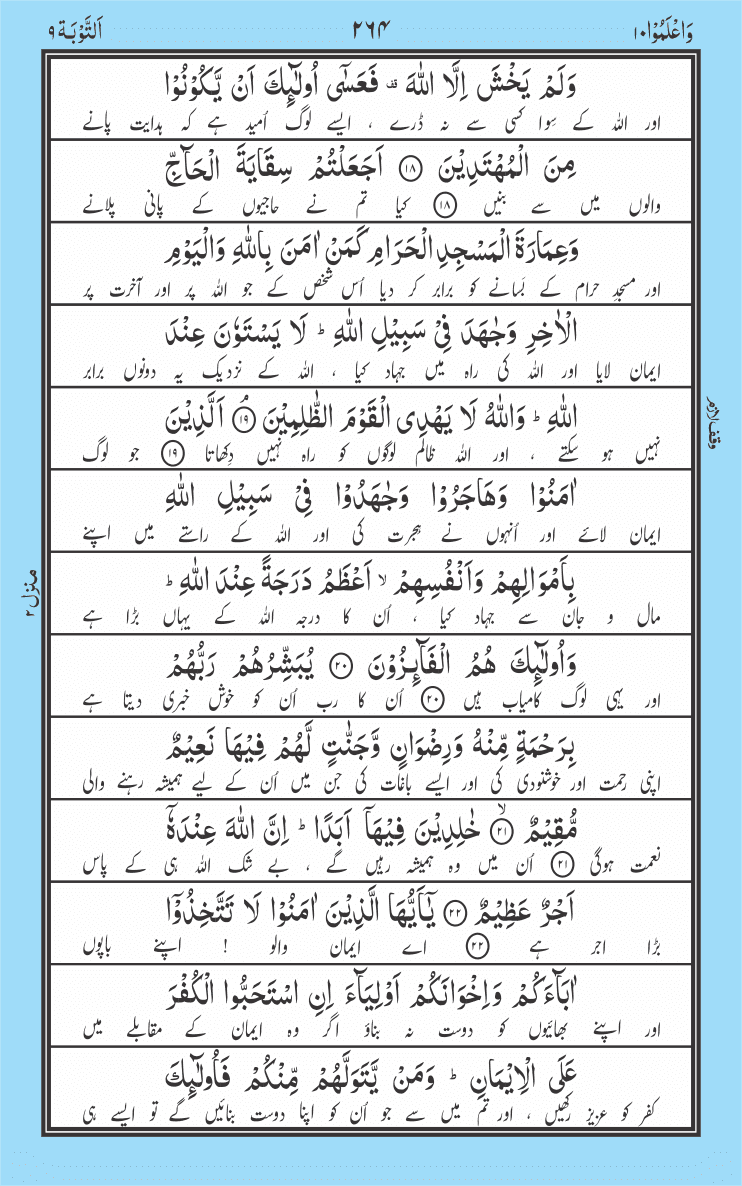 وَاعْلَمُوْا ۱۰ ۲۶۴ اَلتَّوْبَة ۹
وَلَمْ يَخْشَ اِلَّا اللّٰهَ ۫ فَعَسٰٓى اُولٰٓئِكَ اَنْ يَّكُوْنُوْا
اور اللہ کے سِوا کسی سے نہ ڈرے ، ایسے لوگ اُمید ہے کہ ہدایت پانے
مِنَ الْمُهْتَدِيْنَ ۝۱۸ اَجَعَلْتُمْ سِقَايَةَ الْحَآجِّ
والوں میں سے بنیں ۝۱۸ کیا تم نے حاجیوں کے پانی پلانے
وَعِمَارَةَ الْمَسْجِدِ الْحَرَامِ كَمَنْ اٰمَنَ بِاللّٰهِ وَالْيَوْمِ
اور مسجدِ حرام کے بَسانے کو برابر کر دیا اُس شخص کے جو اللہ پر اور آخرت پر
الْاٰخِرِ وَجٰهَدَ فِيْ سَبِيْلِ اللّٰهِ ؕ لَا يَسْتَوٗنَ عِنْدَ
ایمان لایا اور اللہ کی راہ میں جہاد کیا ، اللہ کے نزدیک یہ دونوں برابر
اللّٰهِ ؕ وَاللّٰهُ لَا يَهْدِى الْقَوْمَ الظّٰلِمِيْنَ ۝۱۹ۘ اَلَّذِيْنَ
نہیں ہو سکتے ، اور اللہ ظالم لوگوں کو راہ نہیں دِکھاتا ۝۱۹ جو لوگ
وقف لازم
اٰمَنُوْا وَهَاجَرُوْا وَجٰهَدُوْا فِيْ سَبِيْلِ اللّٰهِ
ایمان لائے اور اُنہوں نے ہجرت کی اور اللہ کے راستے میں اپنے
بِاَمْوَالِهِمْ وَاَنْفُسِهِمْ ۙ اَعْظَمُ دَرَجَةً عِنْدَ اللّٰهِ ؕ
مال و جان سے جہاد کیا ، اُن کا درجہ اللہ کے یہاں بڑا ہے
منزل ۲
وَاُولٰٓئِكَ هُمُ الْفَآئِزُوْنَ ۝۲۰ يُبَشِّرُهُمْ رَبُّهُمْ
اور یہی لوگ کامیاب ہیں ۝۲۰ اُن کا رب اُن کو خوش خبری دیتا ہے
بِرَحْمَةٍ مِّنْهُ وَرِضْوَانٍ وَّجَنّٰتٍ لَّهُمْ فِيْهَا نَعِيْمٌ
اپنی رحمت اور خوشنودی کی اور ایسے باغات کی جن میں اُن کے لیے ہمیشہ رہنے والی
مُّقِيْمٌ ۝۲۱ۙ خٰلِدِيْنَ فِيْهَآ اَبَدًا ؕ اِنَّ اللّٰهَ عِنْدَهٗٓ
نعمت ہوگی ۝۲۱ اُن میں وہ ہمیشہ رہیں گے ، بے شک اللہ ہی کے پاس
اَجْرٌ عَظِيْمٌ ۝۲۲ يٰٓاَيُّهَا الَّذِيْنَ اٰمَنُوْا لَا تَتَّخِذُوْٓا
بڑا اجر ہے ۝۲۲ اے ایمان والو ! اپنے باپوں
اٰبَآءَكُمْ وَاِخْوَانَكُمْ اَوْلِيَآءَ اِنِ اسْتَحَبُّوا الْكُفْرَ
اور اپنے بھائیوں کو دوست نہ بناؤ اگر وہ ایمان کے مقابلے میں
عَلَى الْاِيْمَانِ ؕ وَمَنْ يَّتَوَلَّهُمْ مِّنْكُمْ فَاُولٰٓئِكَ
کفر کو عزیز رکھیں ، اور تم میں سے جو اُن کو اپنا دوست بنائیں گے تو ایسے ہی